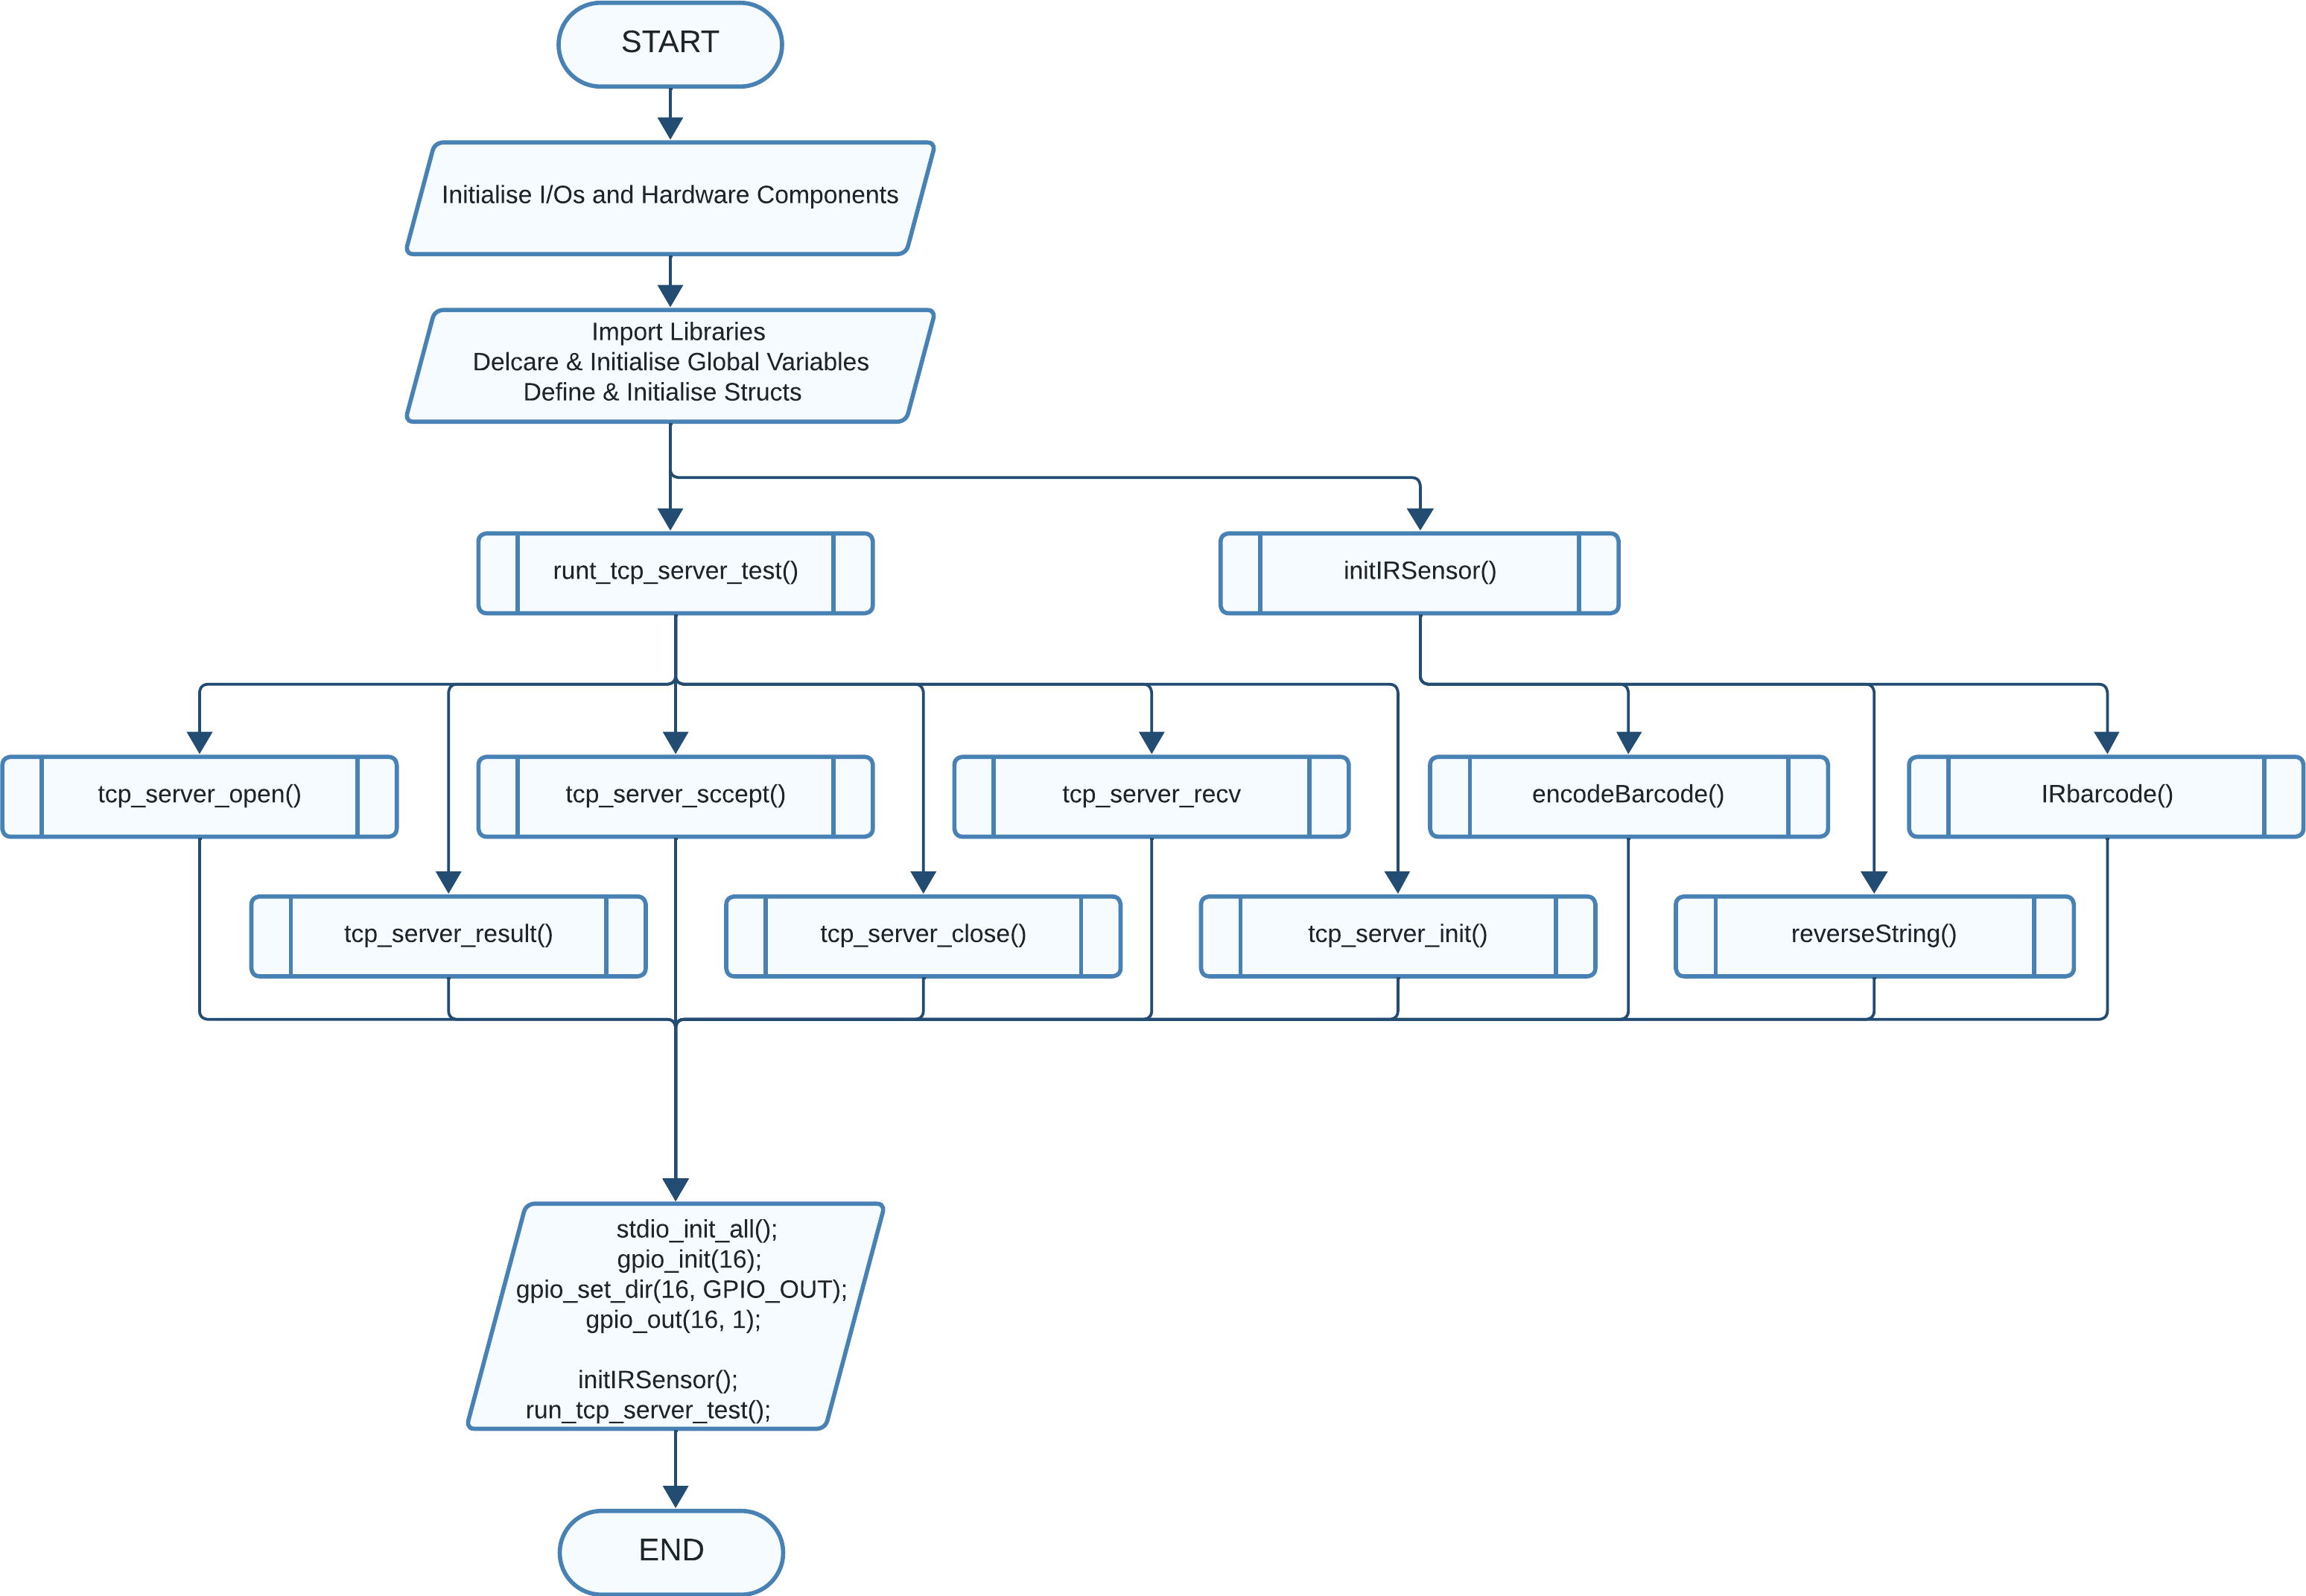 START
Initialise I/Os and Hardware Components
Import Libraries
Delcare & Initialise Global Variables
Define & Initialise Structs
runt_tcp_server_test()
initIRSensor()
tcp_server_open()
tcp_server_sccept()
tcp_server_recv
encodeBarcode()
IRbarcode()
tcp_server_result()
tcp_server_close()
tcp_server_init()
reverseString()
stdio_init_all();
gpio_init(16);
gpio_set_dir(16, GPIO_OUT);
gpio_out(16, 1);
initIRSensor();
run_tcp_server_test();
END